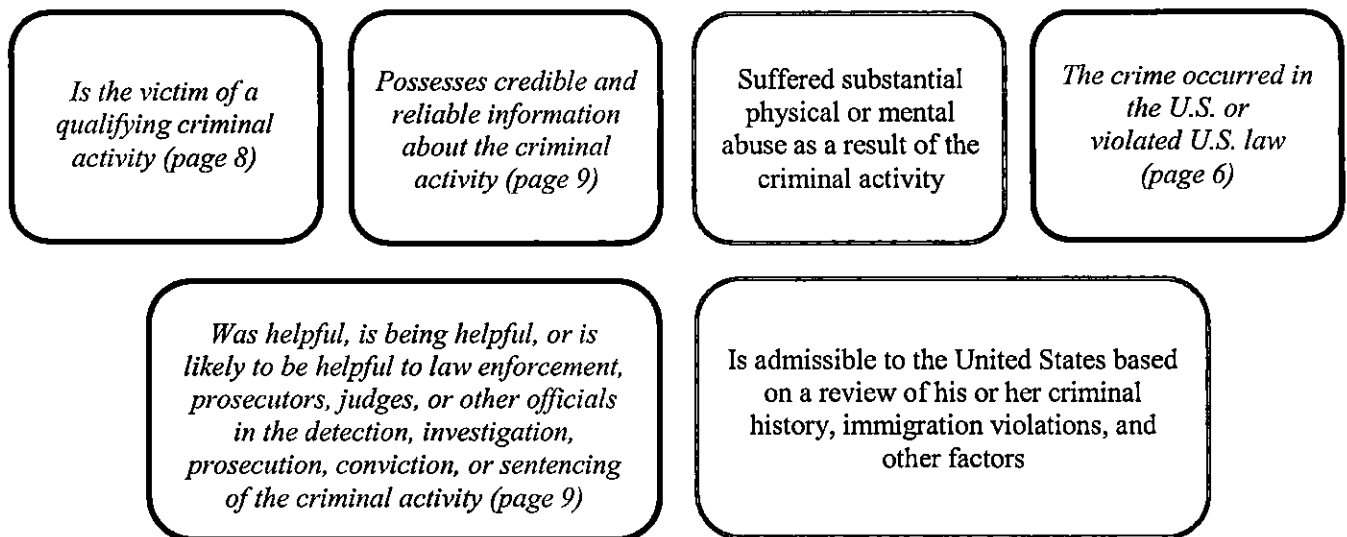 Is the victim of a
qualifying criminal
activity (page 8)
Possesses credible and
reliable information
about the criminal
activity (page 9)
Suffered substantial
physical or mental
abuse as a result of the
criminal activity
The crime occurred in
the U.S. or
violated U.S. law
(page 6)
Was helpful, is being helpful, or is
likely to be helpful to law enforcement,
prosecutors, judges, or other officials
in the detection, investigation,
prosecution, conviction, or sentencing
of the criminal activity (page 9)
Is admissible to the United States based
on a review of his or her criminal
history, immigration violations, and
other factors